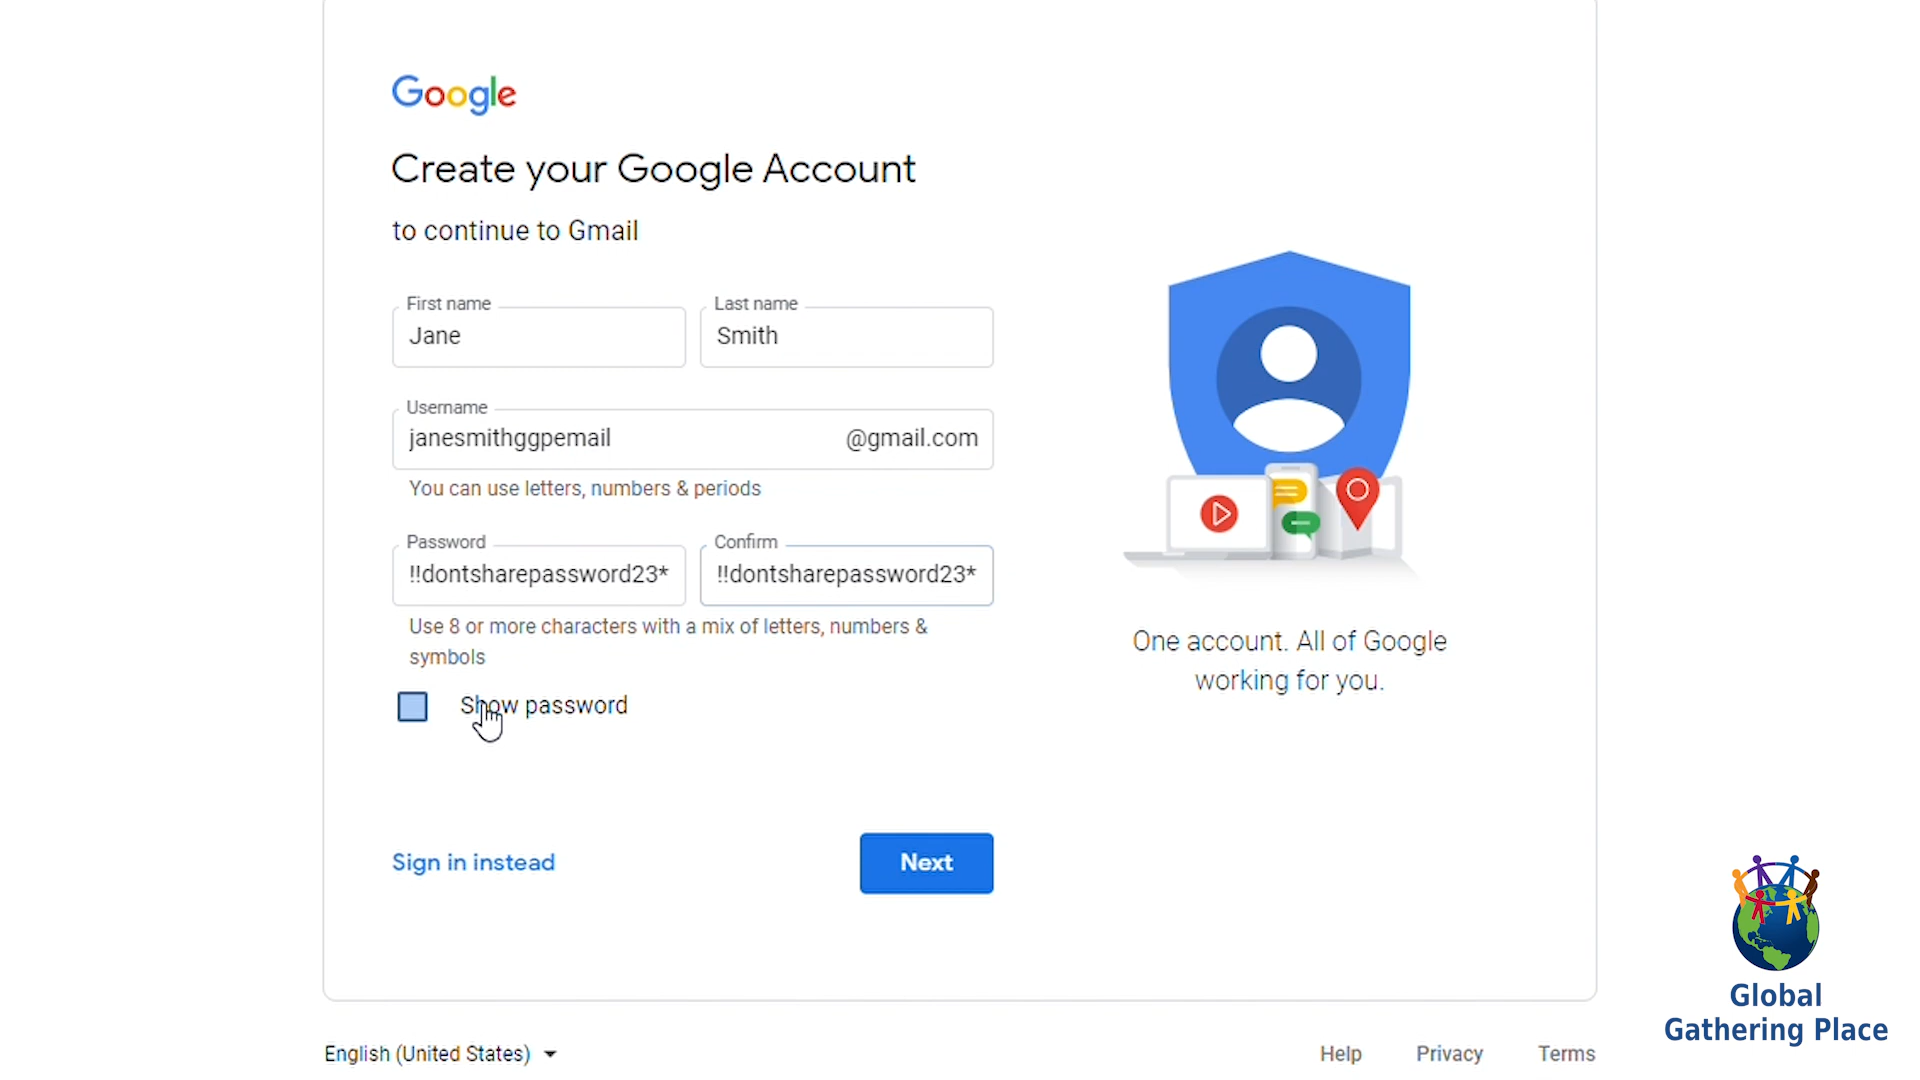 Google
Create your Google Account
to continue to Gmail
First name
Last name
Jane
Smith
Username
janesmithggpemail
@gmail.com
You can use letters, numbers & periods
Password
Confirm
!!dontsharepassword23*
!!dontsharepassword23*
Use 8 or more characters with a mix of letters, numbers &
symbols
Show password
Sign in instead
Next
One account. All of Google
working for you.
English (United States)
Help
Privacy
Terms
Global
Gathering Place